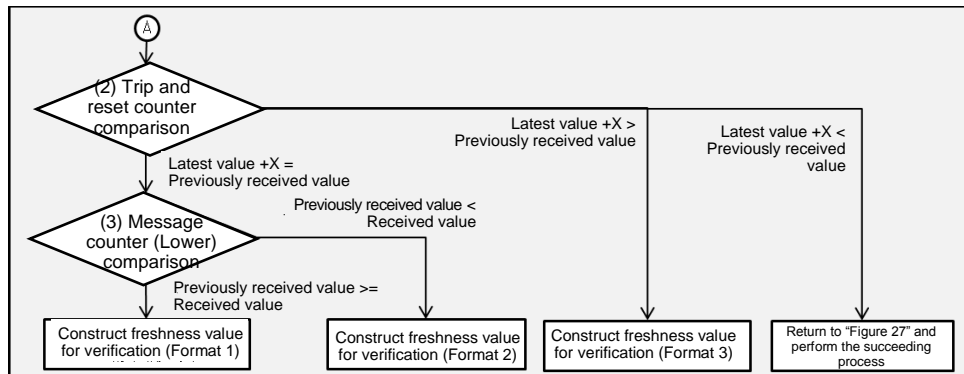 A
(2) Trip and
reset counter
comparison
Latest value +X >
Previously received value
Latest value +X <
Previously received
value
Latest value +X =
Previously received value
(3) Message
counter (Lower)
comparison
Previously received value <
Received value
Previously received value >=
Received value
Construct freshness value
for verification (Format 1)
Construct freshness value
for verification (Format 2)
Construct freshness value
for verification (Format 3)
Return to “Figure 27” and
perform the succeeding
process